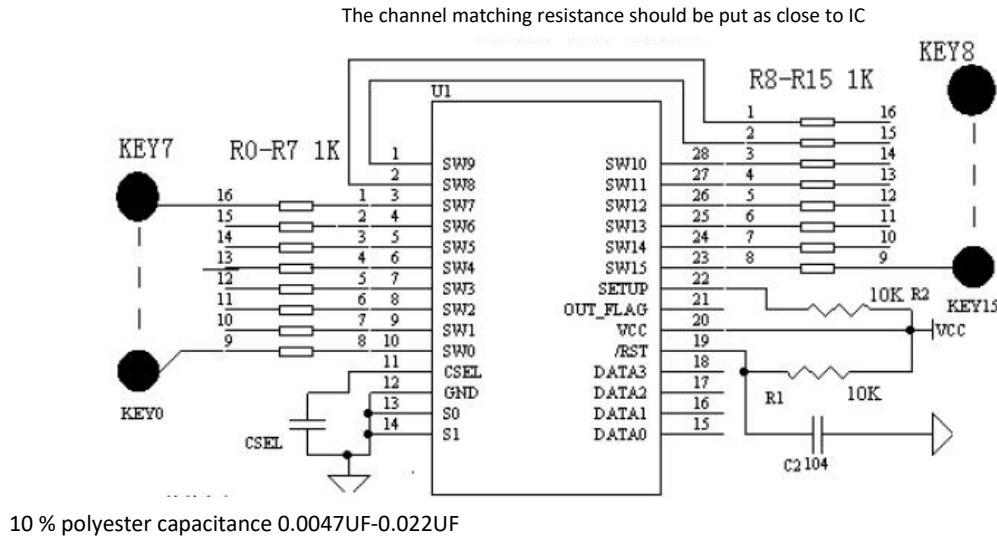 The channel matching resistance should be put as close to IC
KEY8
R8-R15 1K
U1
KEY7
R0-R7 1K
1 16
2 15
1 SW9 SW10 28 3 14
2 SW8 SW11 27 4 13
16 1 3 SW7 SW12 26 5 12
15 2 4 SW6 SW13 25 6 11
14 3 5 SW5 SW14 24 7 10
13 4 6 SW4 SW15 23 8 9
12 5 7 SW3 SETUP 22
11 6 8 SW2 OUT_FLAG 21
10K R2
KEY15
10 7 9 SW1 VCC 20
VCC
9 8 10 SW0 /RST 19
11 CSEL DATA3 18
12 GND DATA2 17
R1 10K
KEY0
13 S0 DATA1 16
14 S1 DATA0 15
CSEL
C2 104
10 % polyester capacitance 0.0047UF-0.022UF